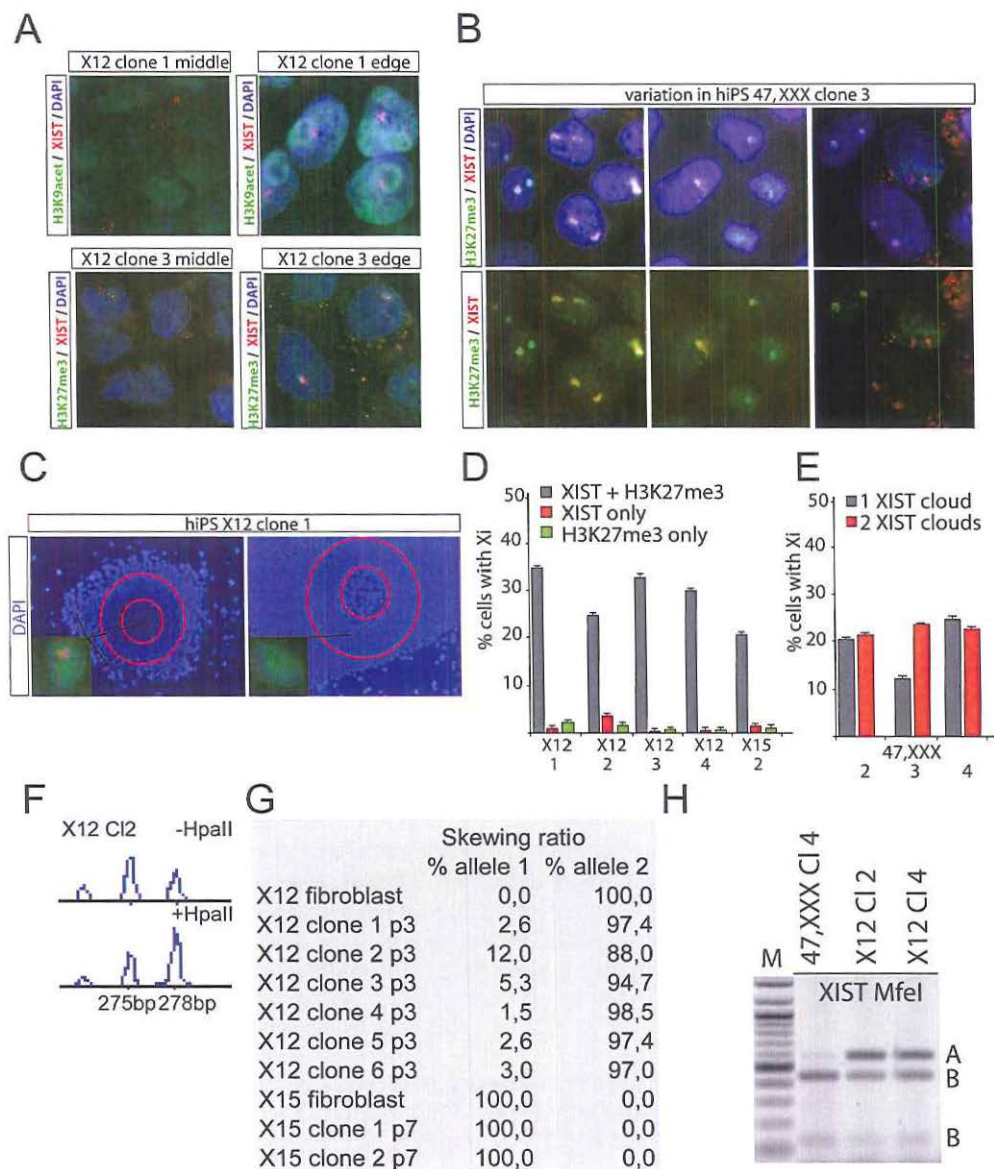 A
X12 clone 1 middle
X12 clone 1 edge
H3K9acet / XIST / DAPI
H3K9acet / XIST / DAPI
X12 clone 3 middle
X12 clone 3 edge
H3K27me3 / XIST / DAPI
H3K27me3 / XIST / DAPI
B
variation in hiPS 47,XXX clone 3
H3K27me3 / XIST / DAPI
H3K27me3 / XIST
C
hiPS X12 clone 1
DAPI
D
XIST + H3K27me3
XIST only
H3K27me3 only
% cells with Xi
50
40
30
20
10
X12 X12 X12 X12 X15
1 2 3 4 2
E
1 XIST cloud
2 XIST clouds
% cells with Xi
50
40
30
20
10
47,XXX
2 3 4
F
X12 Cl2 -HpaII
+HpaII
275bp 278bp
G
Skewing ratio
% allele 1 % allele 2
X12 fibroblast 0,0 100,0
X12 clone 1 p3 2,6 97,4
X12 clone 2 p3 12,0 88,0
X12 clone 3 p3 5,3 94,7
X12 clone 4 p3 1,5 98,5
X12 clone 5 p3 2,6 97,4
X12 clone 6 p3 3,0 97,0
X15 fibroblast 100,0 0,0
X15 clone 1 p7 100,0 0,0
X15 clone 2 p7 100,0 0,0
H
M
47,XXX Cl 4
X12 Cl 2
X12 Cl 4
XIST MfeI
A
B
B